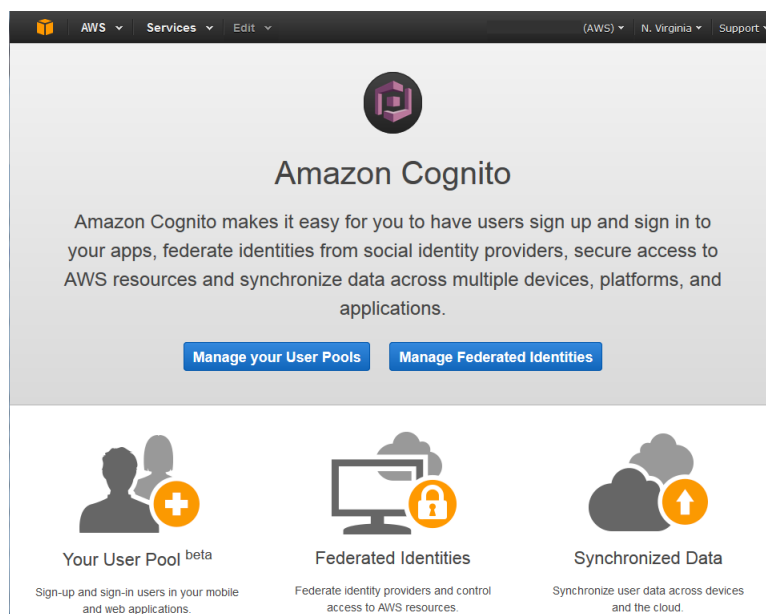 AWS Services Edit (AWS) N. Virginia Support
Amazon Cognito
Amazon Cognito makes it easy for you to have users sign up and sign in to
your apps, federate identities from social identity providers, secure access to
AWS resources and synchronize data across multiple devices, platforms, and
applications.
Manage your User Pools Manage Federated Identities
Your User Pool beta Federated Identities Synchronized Data
Sign-up and sign-in users in your mobile
and web applications.
Federate identity providers and control
access to AWS resources.
Synchronize user data across devices
and the cloud.